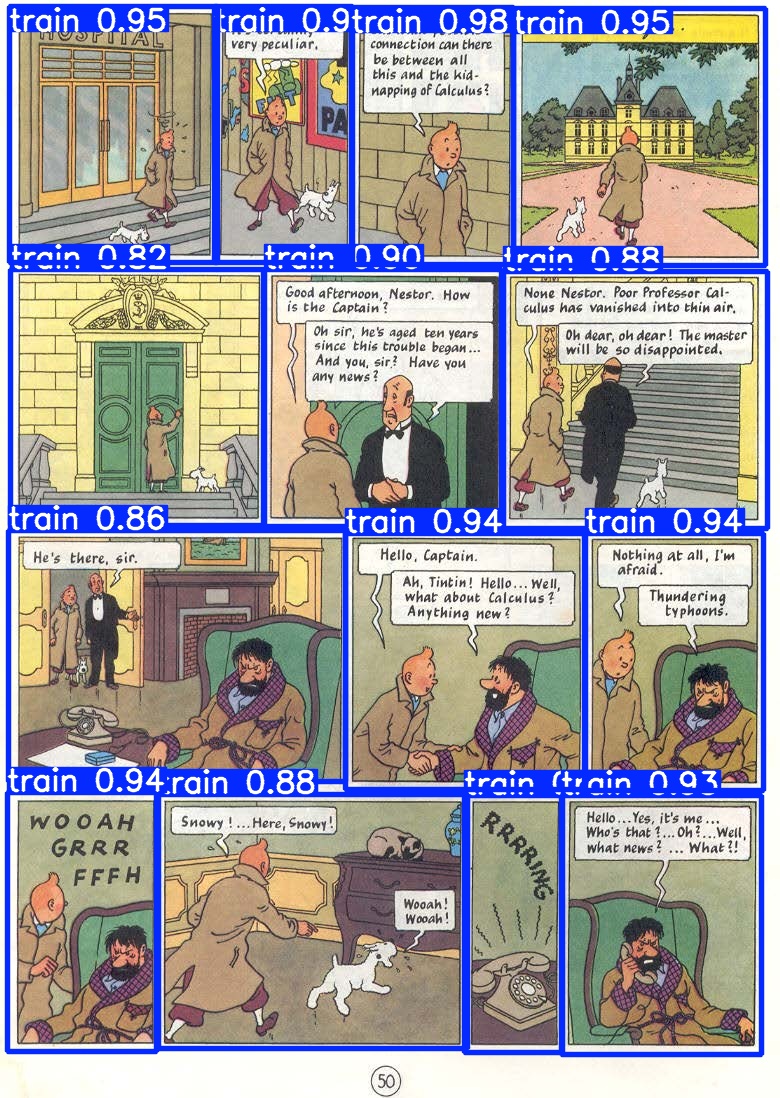 train 0.95
train 0.9
train 0.98
train 0.95
HOSPITAL
very peculiar.
PA
connection can there
be between all
this and the kid-
napping of Calculus?
train 0.82
train 0.90
train 0.88
Good afternoon, Nestor. How
is the Captain?
Oh sir, he's aged ten years
since this trouble began...
And you, sir? Have you
any news?
None Nestor. Poor Professor Cal-
culus has vanished into thin air.
Oh dear, oh dear! The master
will be so disappointed.
train 0.86
train 0.94
train 0.94
He's there, sir.
Hello, Captain.
Ah, Tintin! Hello... Well,
what about Calculus?
Anything new?
Nothing at all, I'm
afraid.
Thundering
typhoons.
train 0.94
rain 0.88
train
train 0.93
WOOAH
GRRR
FFFH
Snowy! ...Here, Snowy!
Wooah!
Wooah!
RRRRING
Hello...Yes, it's me...
Who's that?...Oh?...Well,
what news? ... What?!
50